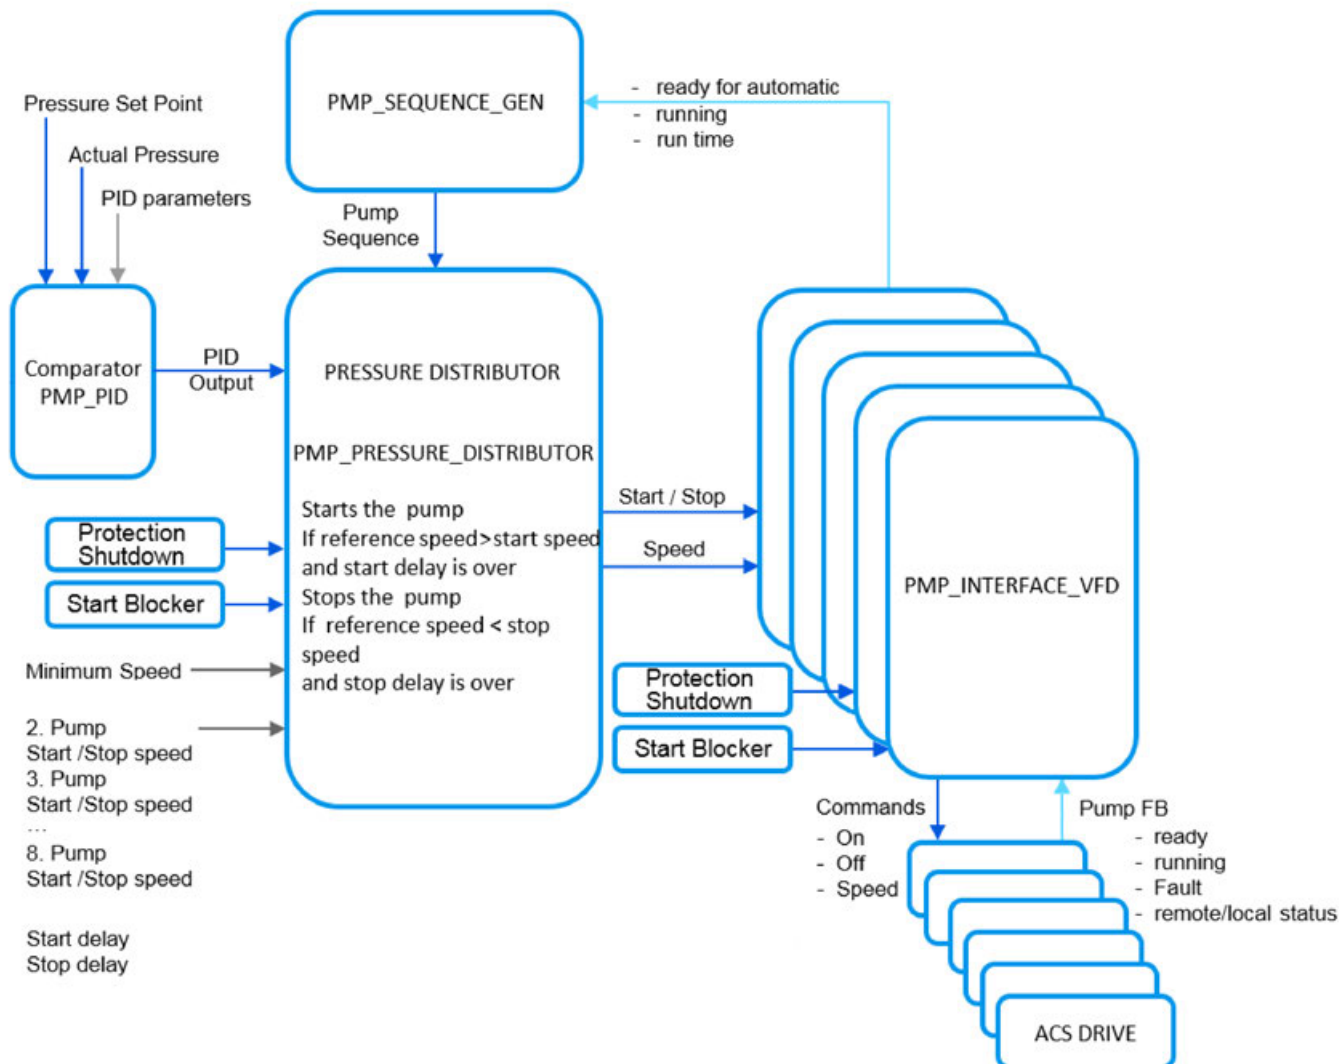 PMP_SEQUENCE_GEN
- ready for automatic
- running
- run time
Pressure Set Point
Actual Pressure
PID parameters
Pump
Sequence
Comparator
PMP_PID
PID
Output
PRESSURE DISTRIBUTOR
PMP_PRESSURE_DISTRIBUTOR
Starts the pump
If reference speed>start speed
and start delay is over
Stops the pump
If reference speed < stop
speed
and stop delay is over
Protection
Shutdown
Start Blocker
Minimum Speed
2. Pump
Start /Stop speed
3. Pump
Start /Stop speed
...
8. Pump
Start /Stop speed
Start delay
Stop delay
Start / Stop
Speed
PMP_INTERFACE_VFD
Protection
Shutdown
Start Blocker
Commands
- On
- Off
- Speed
Pump FB
- ready
- running
- Fault
- remote/local status
ACS DRIVE